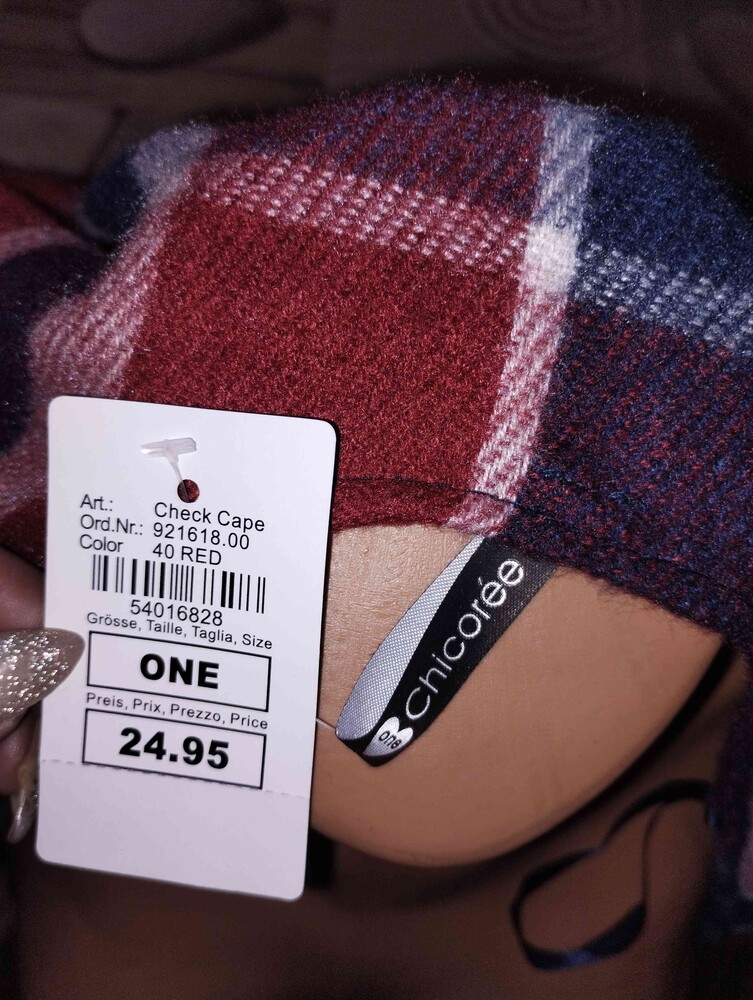 Art.: Check Cape
Ord.Nr.: 921618.00
Color 40 RED
54016828
Grösse, Taille, Taglia, Size
ONE
Preis, Prix, Prezzo, Price
24.95
Chicorée
one